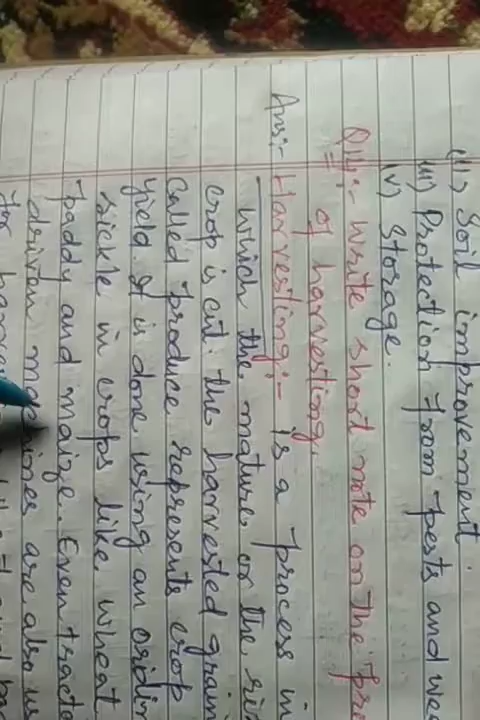 (ii) Soil improvement.
iii) Protection from pests and we
(v) Storage.
Q14:- Write short note on the pro
of harvesting.
Ans:- Harvesting:- is a process in
which the mature or the ri
crop is cut. the harvested grain
called produce represents crop
yield. It is done using an ordin
sickle in crops like wheat
paddy and maize. Even tracto
driven machines are also us
for